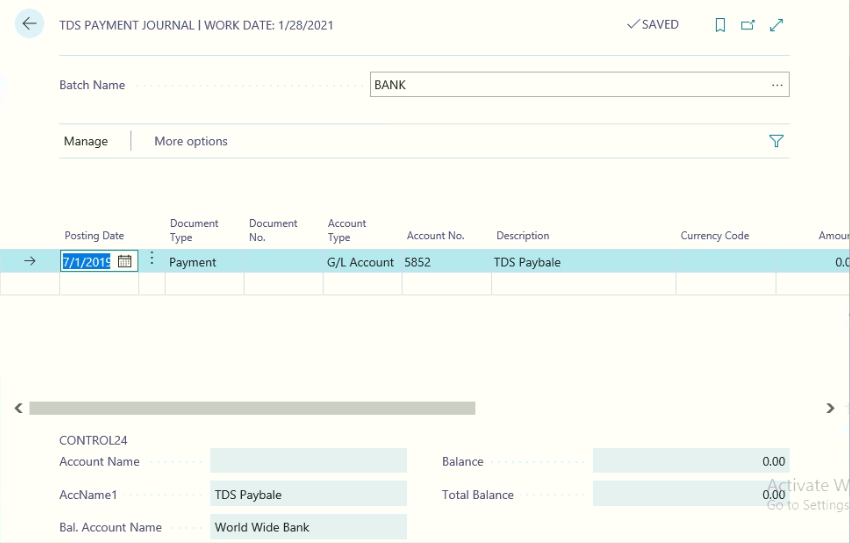 TDS PAYMENT JOURNAL | WORK DATE: 1/28/2021
SAVED
Batch Name
BANK
Manage
More options
Posting Date
Document Type
Document No.
Account Type
Account No.
Description
Currency Code
Amour
7/1/2019
Payment
G/L Account
5852
TDS Paybale
0.0
CONTROL24
Account Name
Balance
0.00
AccName1
TDS Paybale
Total Balance
0.00
Activate W
Go to Settings
Bal. Account Name
World Wide Bank